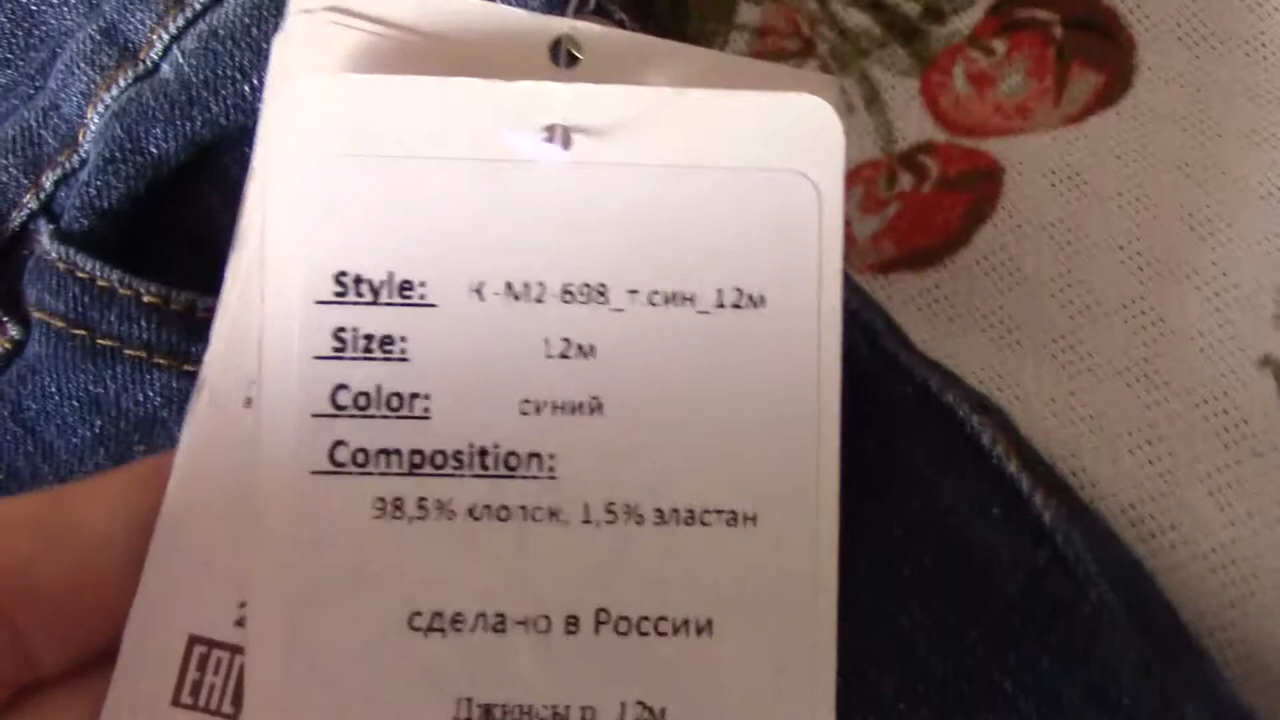 Style: К-М2-698_т.син_12м
Size: 12м
Color: синий
Composition:
98,5% хлопок, 1,5% эластан
сделано в России
Джинсы р. 12м
EAC